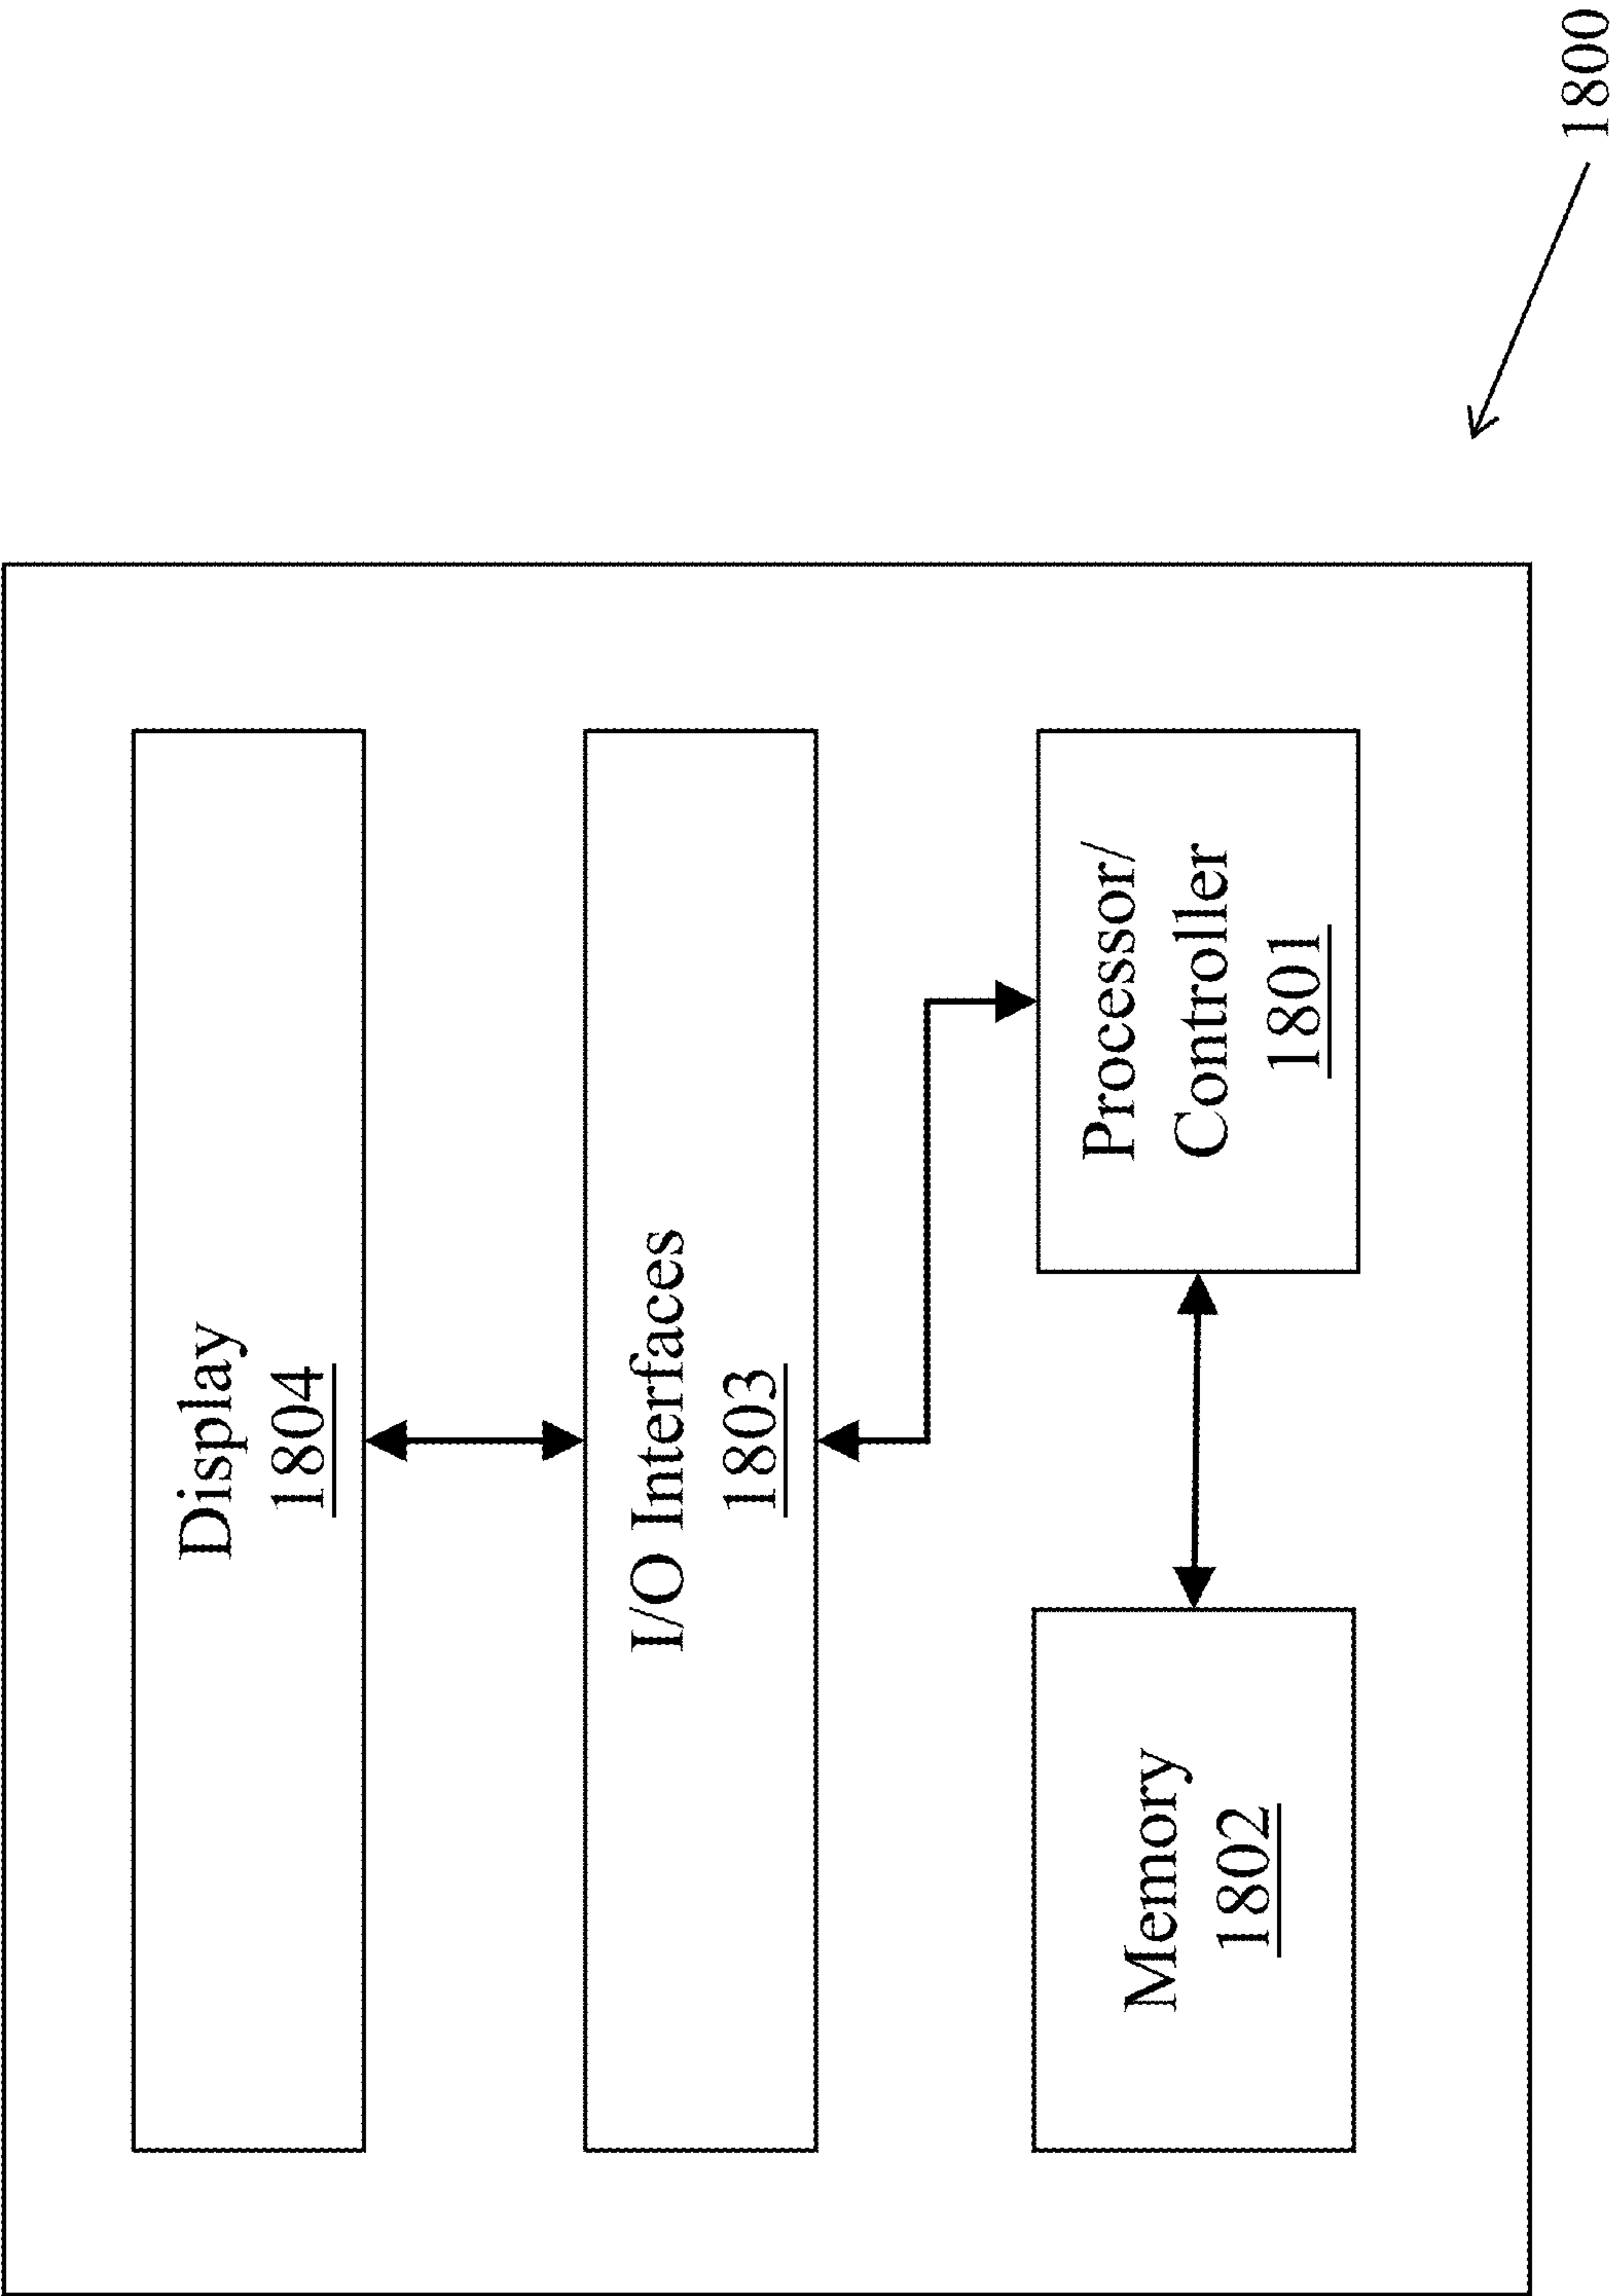 Display
1804
I/O Interfaces
1803
Memory
1802
Processor/
Controller
1801
1800